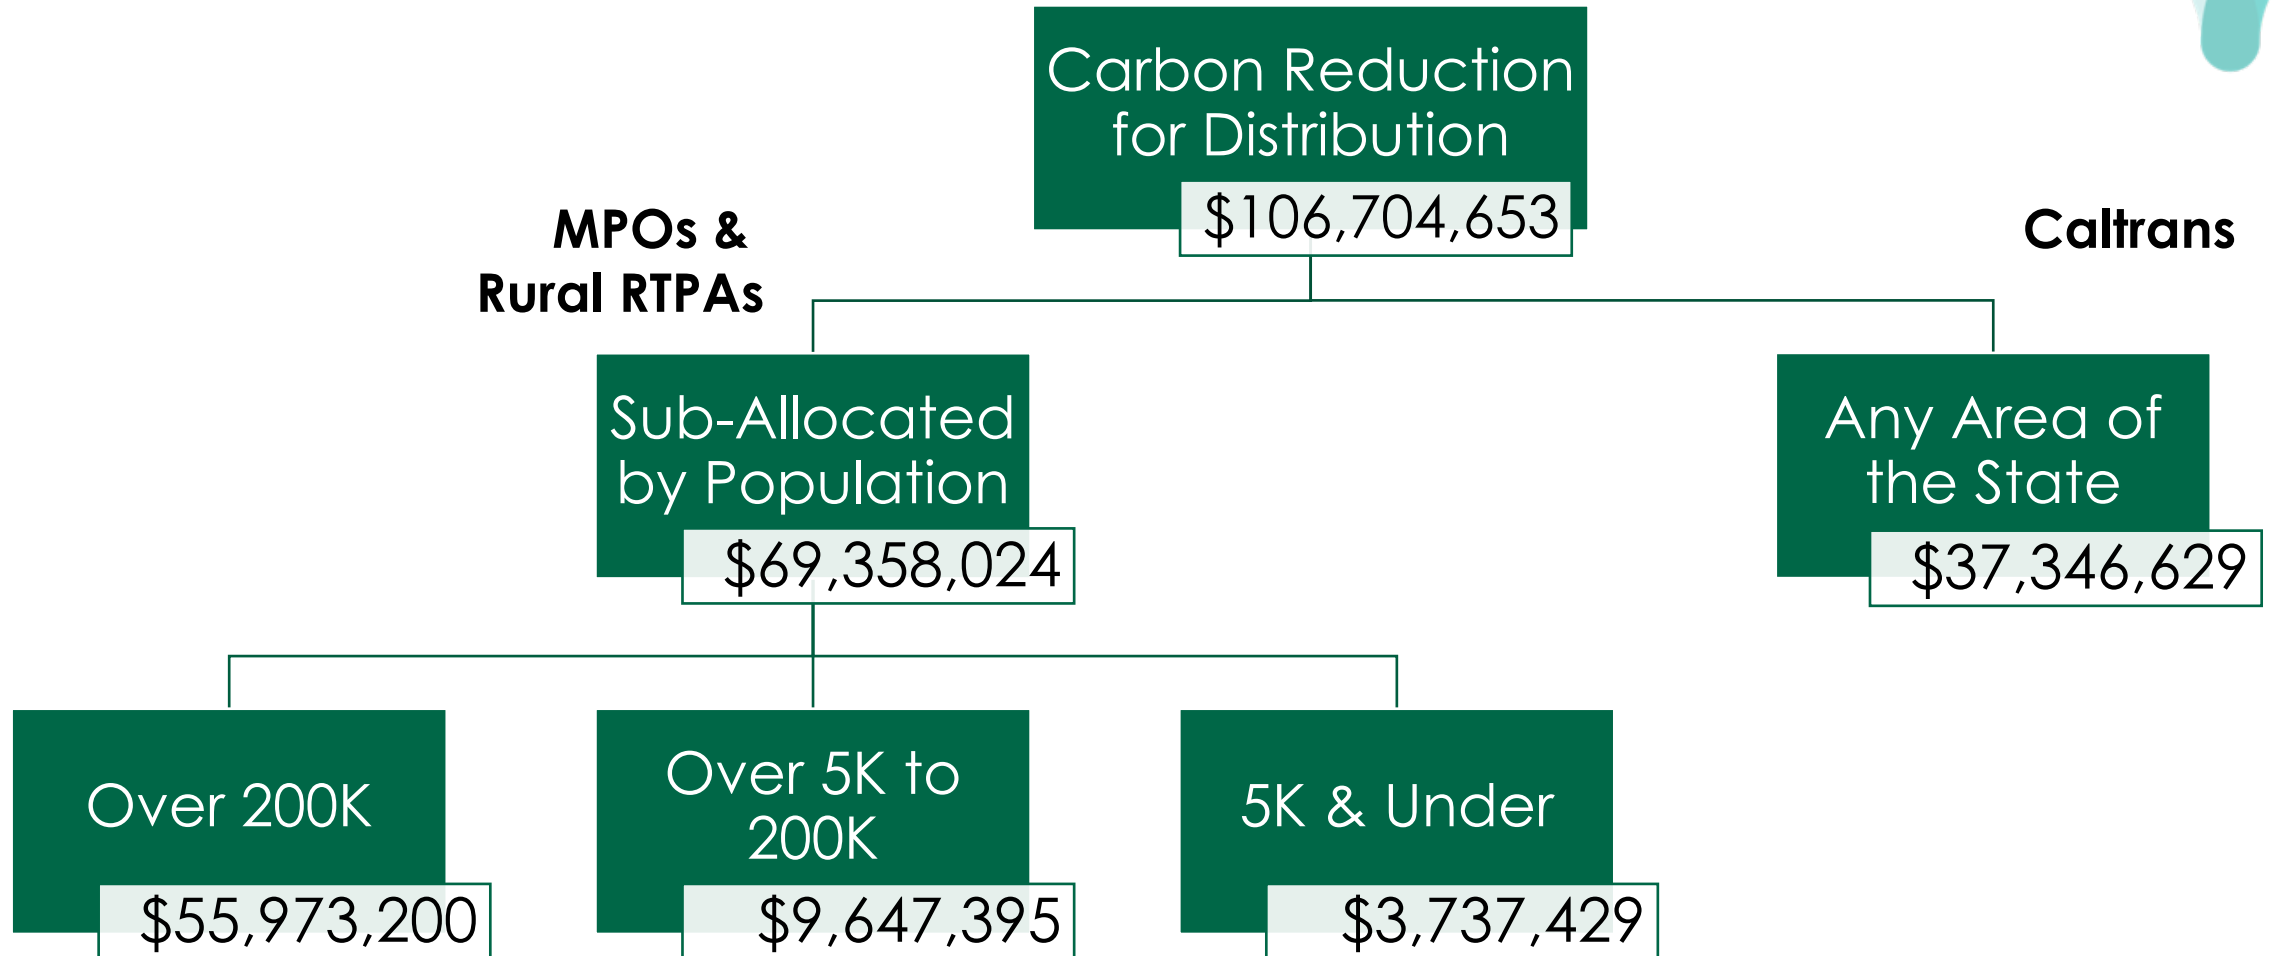 Carbon Reduction
for Distribution
$106,704,653
MPOs &
Rural RTPAs
Caltrans
Sub-Allocated
by Population
$69,358,024
Any Area of
the State
$37,346,629
Over 200K
$55,973,200
Over 5K to
200K
$9,647,395
5K & Under
$3,737,429